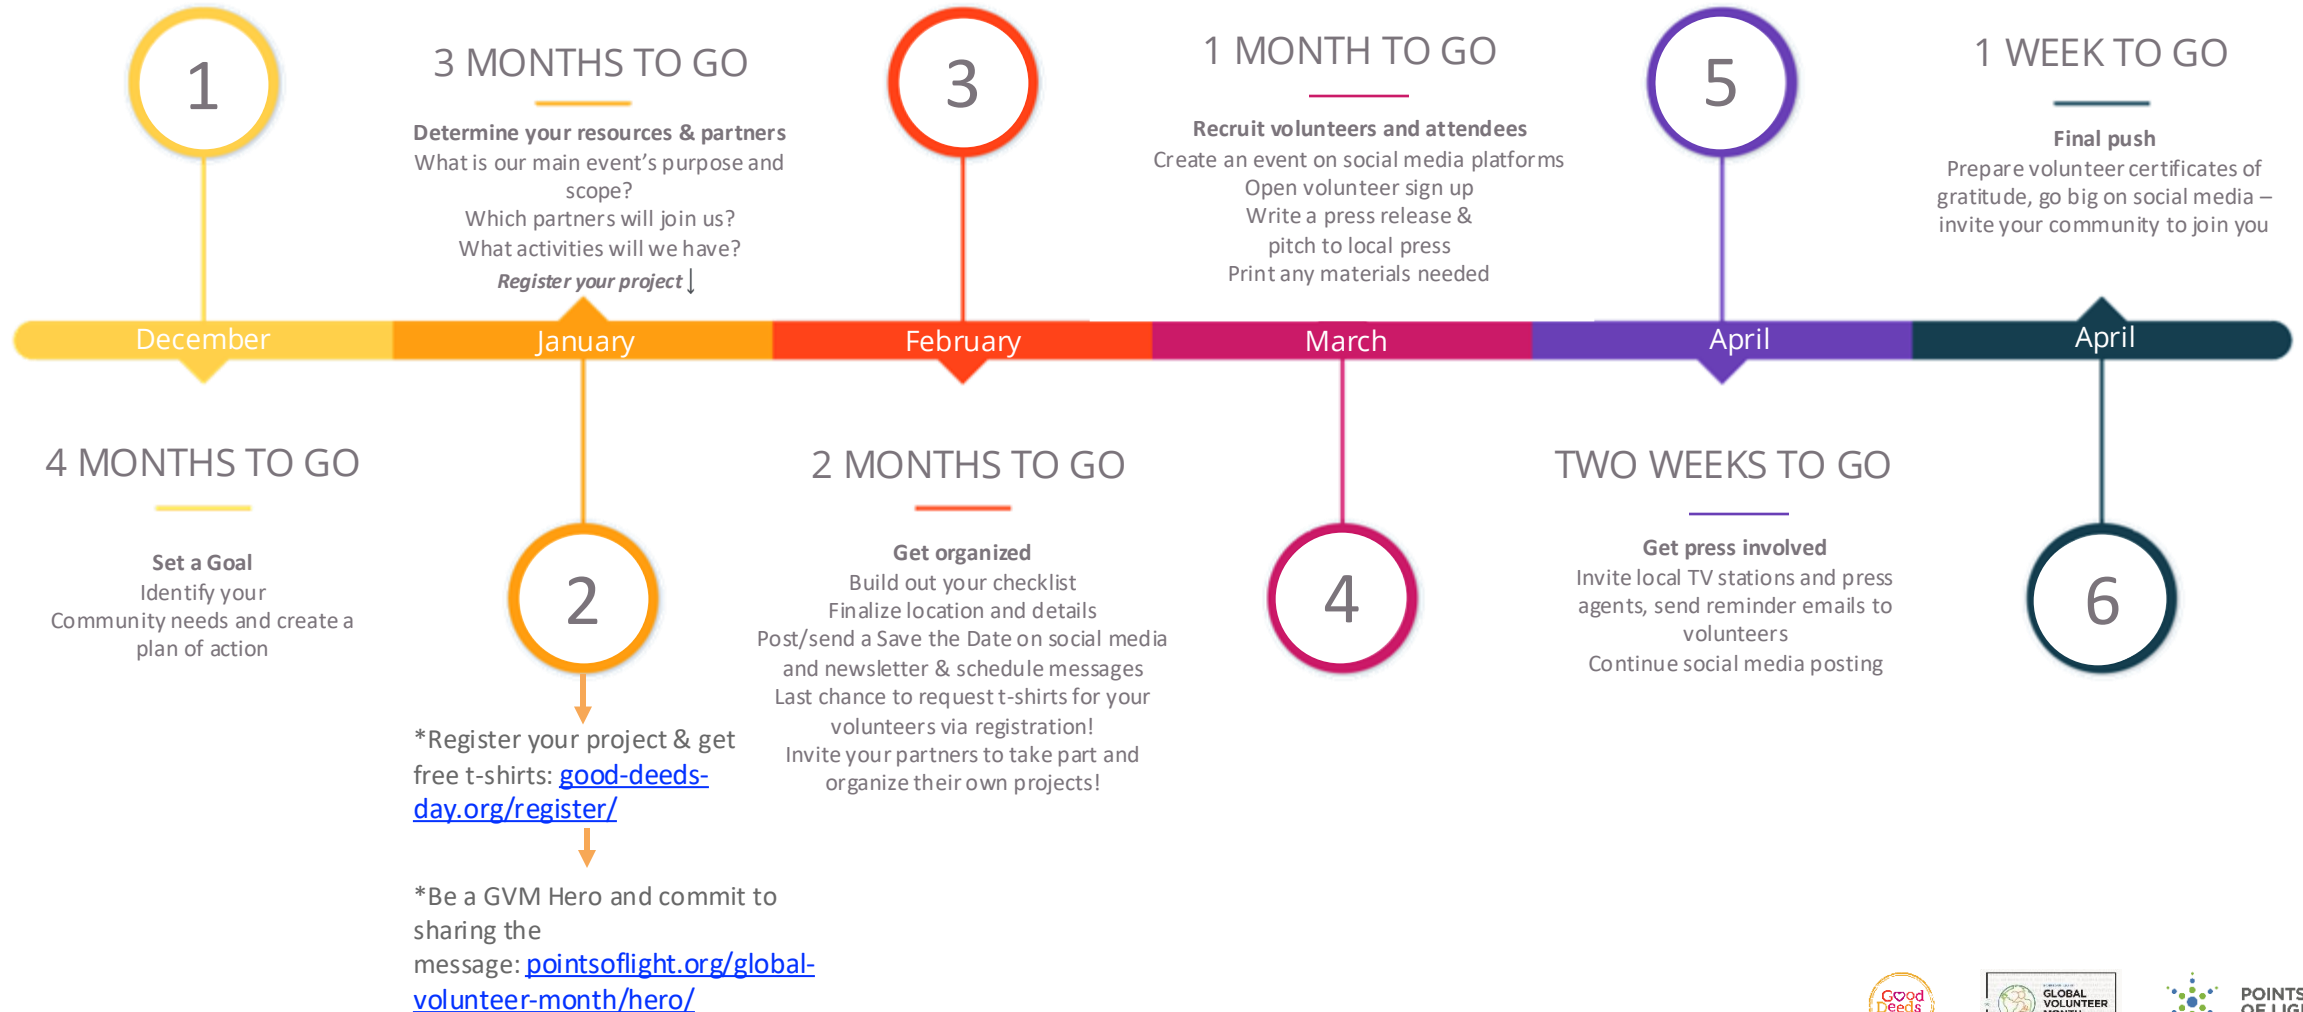 1
4 MONTHS TO GO
Set a Goal
Identify your
Community needs and create a
plan of action
December
3 MONTHS TO GO
Determine your resources & partners
What is our main event's purpose and
scope?
Which partners will join us?
What activities will we have?
Register your project ↓
January
2
*Register your project & get
free t-shirts: good-deeds-
day.org/register/
*Be a GVM Hero and commit to
sharing the
message: pointsoflight.org/global-
volunteer-month/hero/
3
February
2 MONTHS TO GO
Get organized
Build out your checklist
Finalize location and details
Post/send a Save the Date on social media
and newsletter & schedule messages
Last chance to request t-shirts for your
volunteers via registration!
Invite your partners to take part and
organize their own projects!
1 MONTH TO GO
Recruit volunteers and attendees
Create an event on social media platforms
Open volunteer sign up
Write a press release &
pitch to local press
Print any materials needed
March
4
5
April
TWO WEEKS TO GO
Get press involved
Invite local TV stations and press
agents, send reminder emails to
volunteers
Continue social media posting
1 WEEK TO GO
Final push
Prepare volunteer certificates of
gratitude, go big on social media –
invite your community to join you
April
6
Good
Deeds
GLOBAL
VOLUNTEER
POINTS